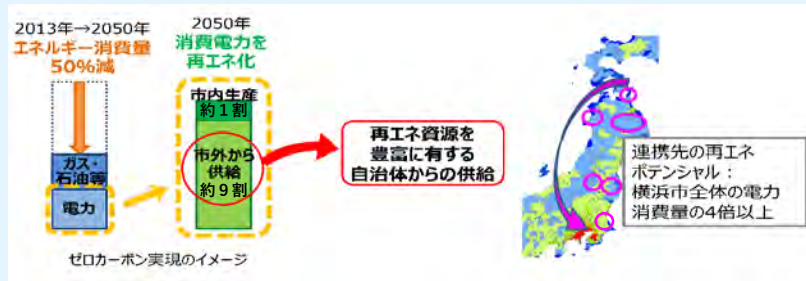 2013年→2050年
エネルギー消費量
50%減
ガス・
石油等
電力
2050年
消費電力を
再エネ化
市内生産
約1割
市外から
供給
約9割
再エネ資源を
豊富に有する
自治体からの供給
連携先の再エネ
ポテンシャル：
横浜市全体の電力
消費量の4倍以上
ゼロカーボン実現のイメージ